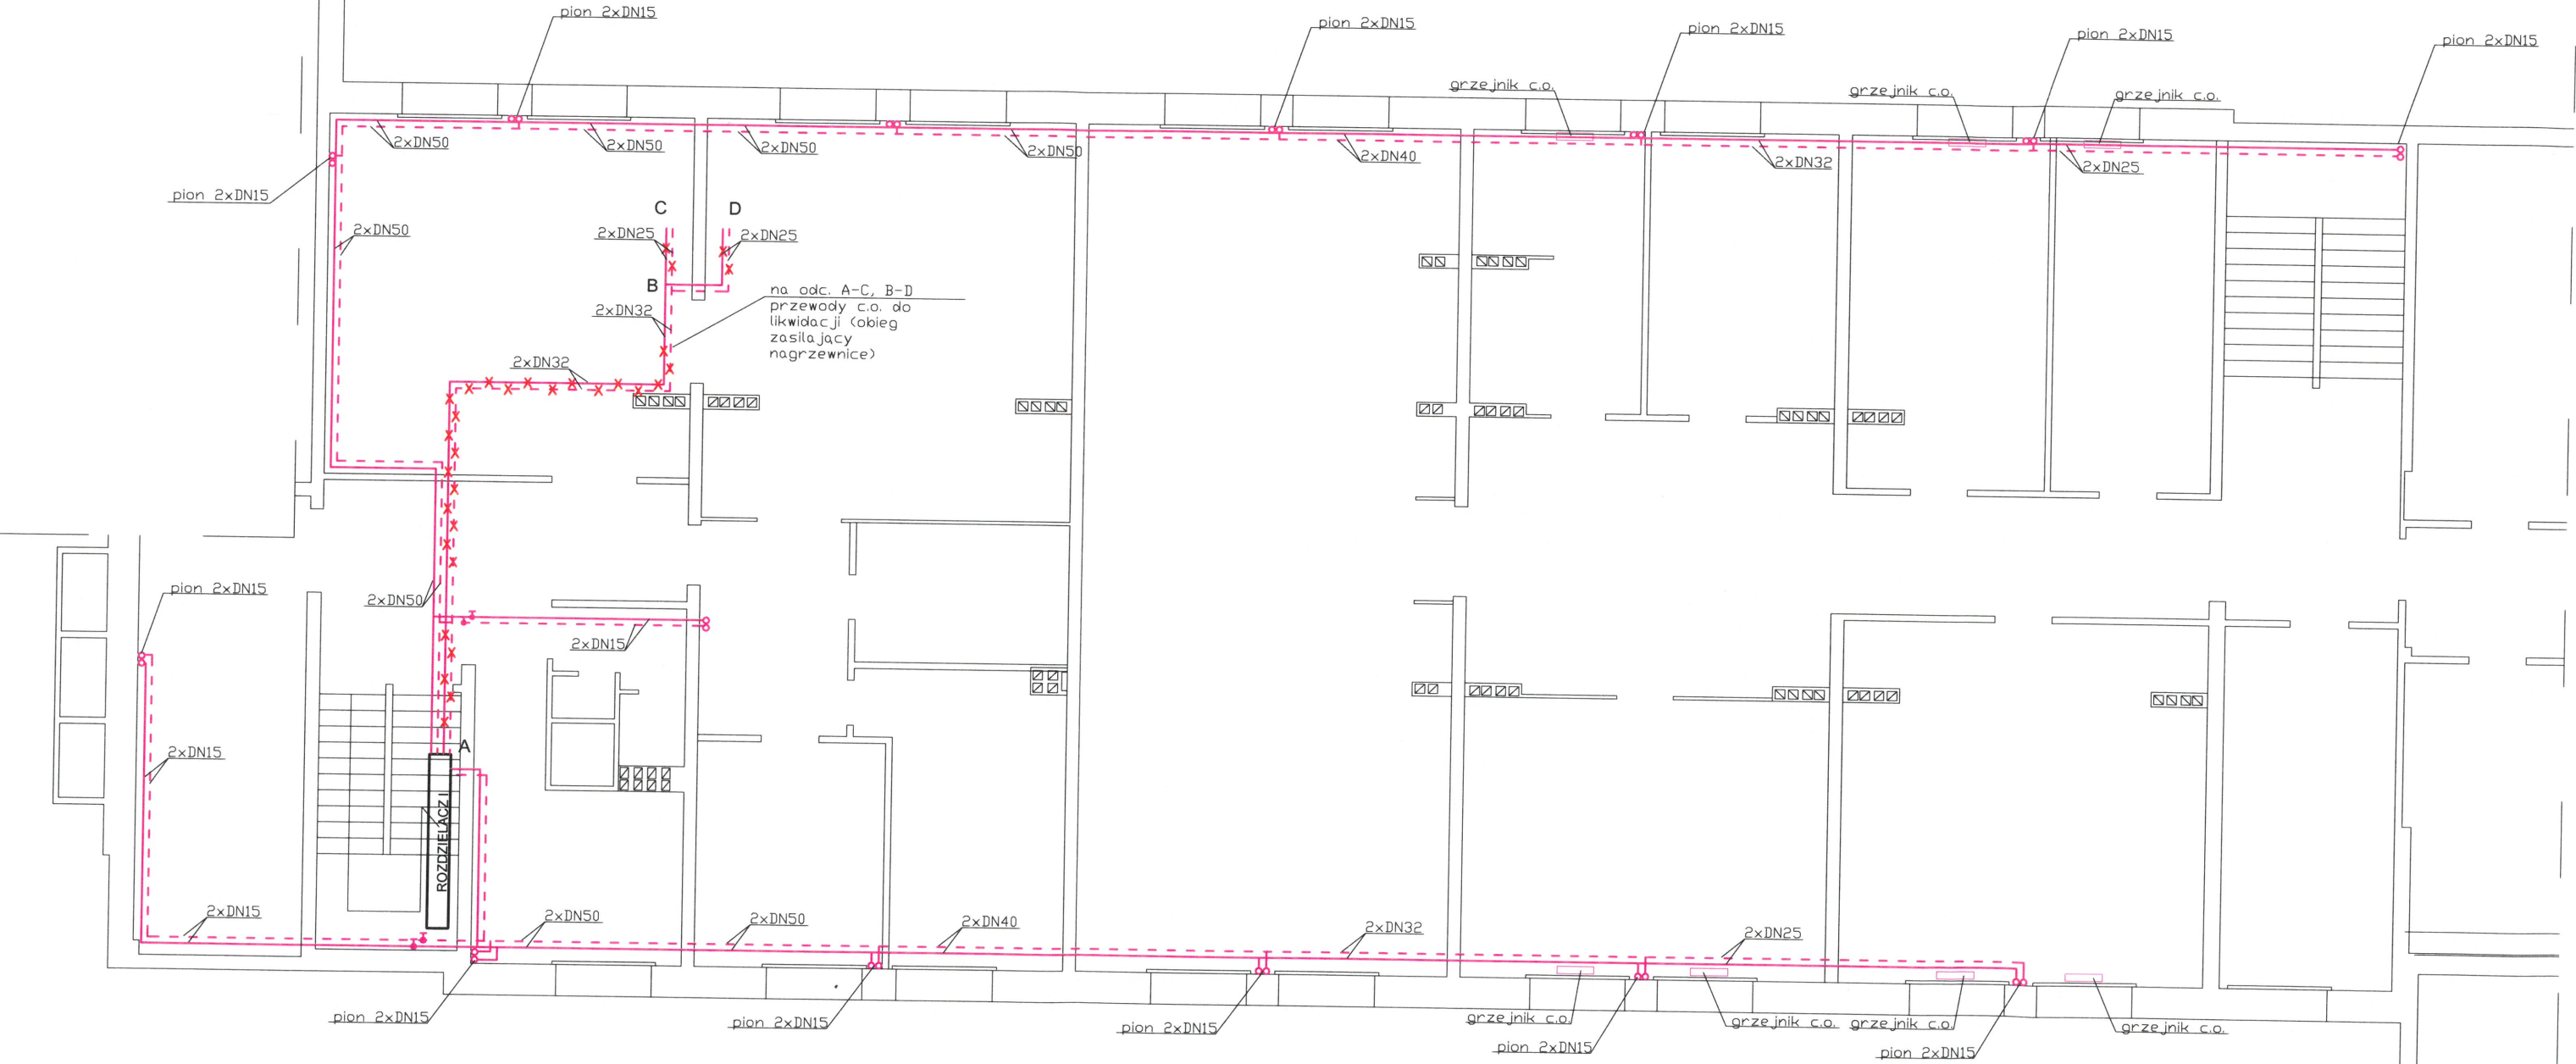 pion 2xDN15
pion 2xDN15
pion 2xDN15
pion 2xDN15
pion 2xDN15
grzejnik c.o.
grzejnik c.o.
grzejnik c.o.
2xDN50
2xDN50
2xDN50
2xDN50
2xDN40
2xDN32
2xDN25
pion 2xDN15
2xDN50
C
D
2xDN25
2xDN25
B
2xDN32
na odc. A-C, B-D
przewody c.o. do
likwidacji (obieg
zasilający
nagrzewnice)
2xDN32
pion 2xDN15
2xDN50
2xDN15
2xDN15
A
ROZDZIELACZ I
2xDN15
2xDN50
2xDN50
2xDN40
2xDN32
2xDN25
pion 2xDN15
pion 2xDN15
pion 2xDN15
grzejnik c.o.
grzejnik c.o.
grzejnik c.o.
grzejnik c.o.
pion 2xDN15
pion 2xDN15